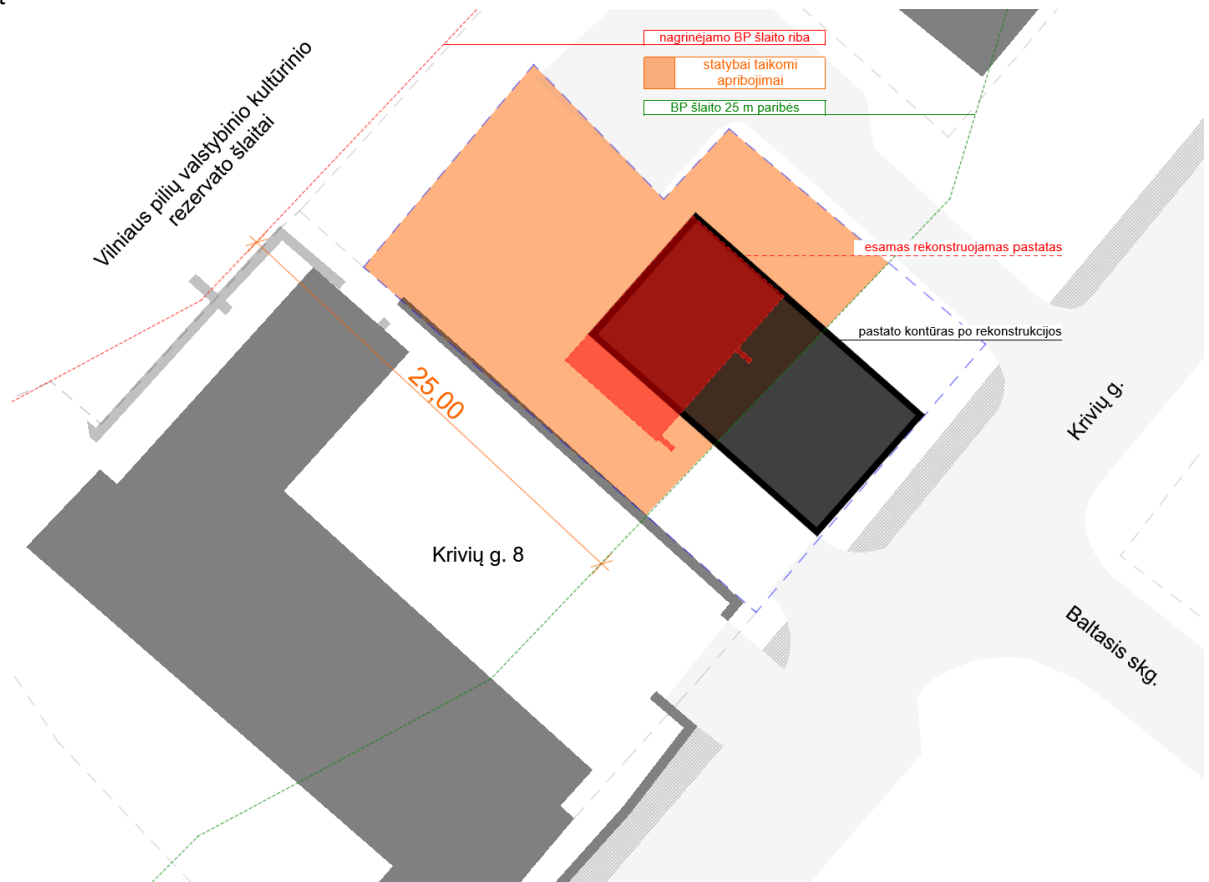 nagrinėjamo BP šlaito riba
statybai taikomi
apribojimai
BP šlaito 25 m paribės
Vilniaus pilių valstybinio kultūrinio
rezervato šlaitai
esamas rekonstruojamas pastatas
pastato kontūras po rekonstrukcijos
25,00
Krivių g.
Krivių g. 8
Baltasis skg.